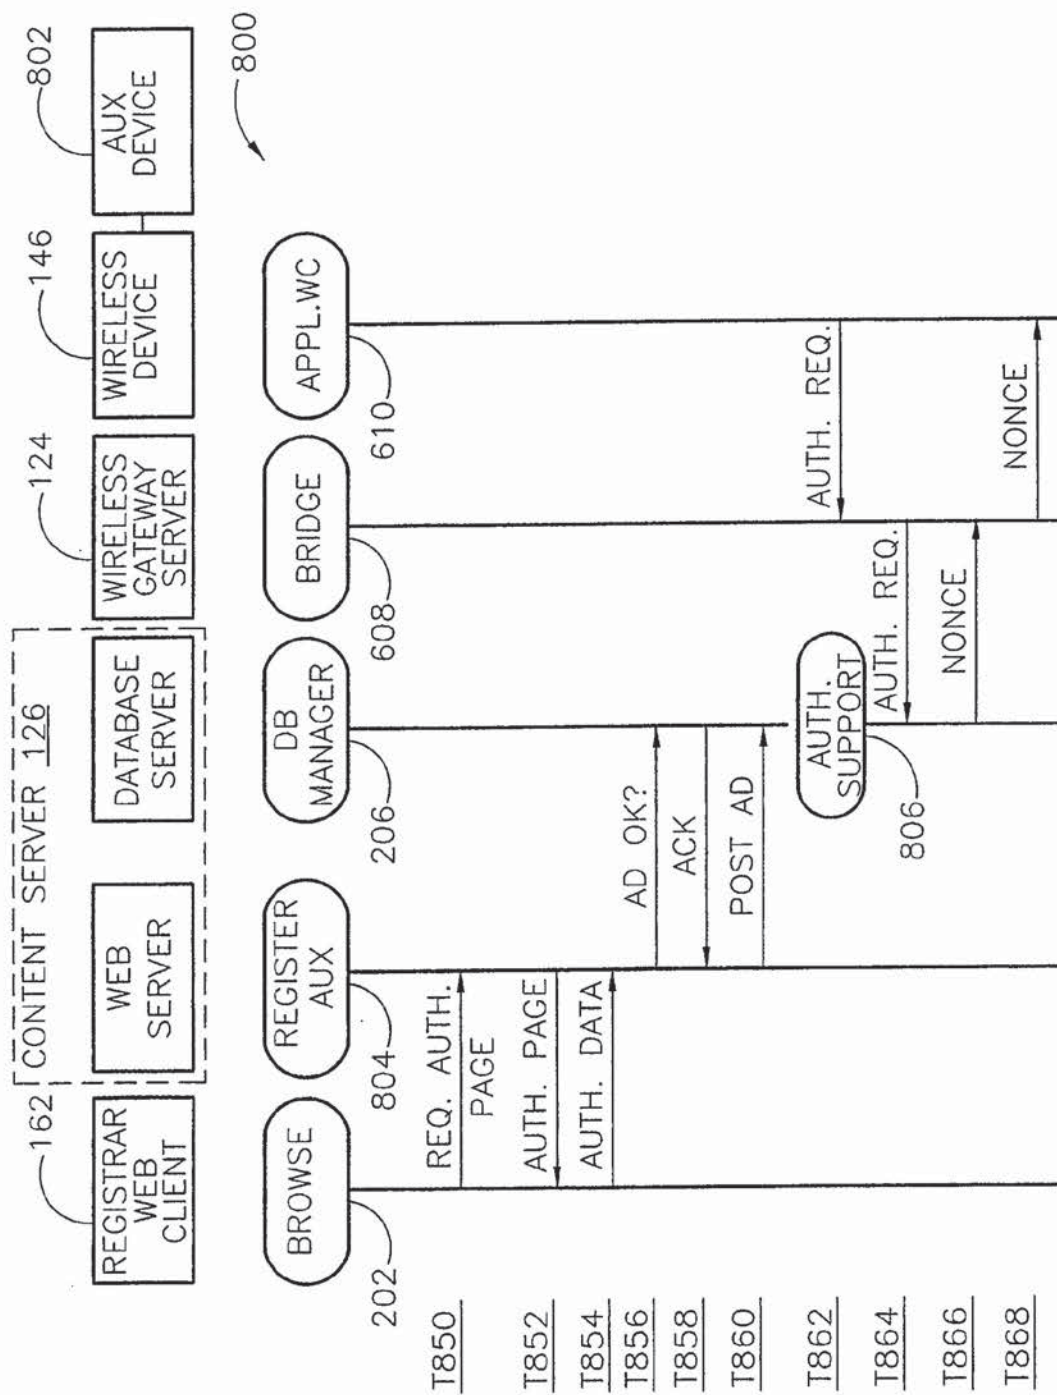 CONTENT SERVER 126
162
124
146
802
REGISTRAR
WEB
CLIENT
WEB
SERVER
DATABASE
SERVER
WIRELESS
GATEWAY
SERVER
WIRELESS
DEVICE
AUX
DEVICE
800
BROWSE
REGISTER
AUX
DB
MANAGER
BRIDGE
APPL.WC
202
804
206
608
610
T850
REQ. AUTH.
PAGE
T852
AUTH. PAGE
T854
AUTH. DATA
T856
AD OK?
T858
ACK
T860
POST AD
T862
AUTH.
SUPPORT
AUTH. REQ.
806
T864
AUTH. REQ.
T866
NONCE
T868
NONCE